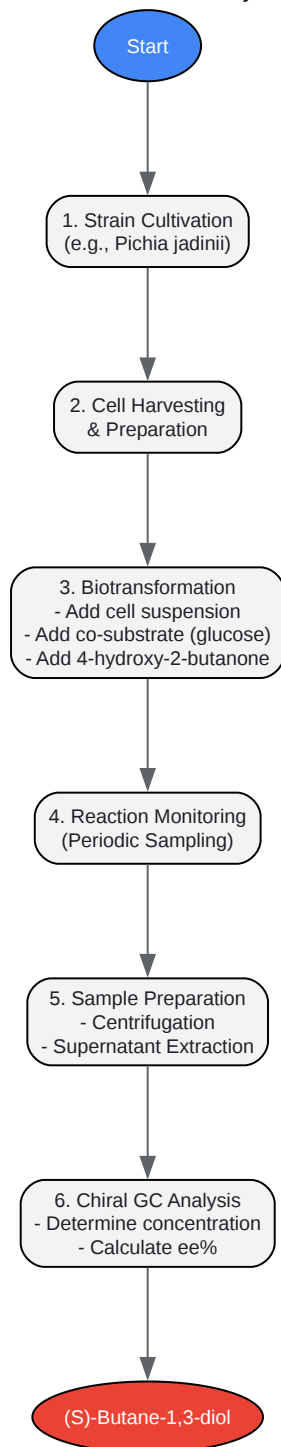 Start
1. Strain Cultivation
(e.g., Pichia jadinii)
2. Cell Harvesting
& Preparation
3. Biotransformation
- Add cell suspension
- Add co-substrate (glucose)
- Add 4-hydroxy-2-butanone
4. Reaction Monitoring
(Periodic Sampling)
5. Sample Preparation
- Centrifugation
- Supernatant Extraction
6. Chiral GC Analysis
- Determine concentration
- Calculate ee%
(S)-Butane-1,3-diol